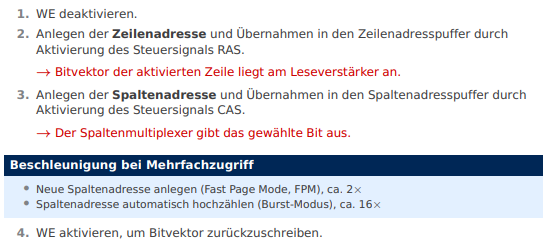 1. WE deaktivieren.
2. Anlegen der Zeilenadresse und Übernahmen in den Zeilenadresspuffer durch
Aktivierung des Steuersignals RAS.
→ Bitvektor der aktivierten Zeile liegt am Leseverstärker an.
3. Anlegen der Spaltenadresse und Übernahmen in den Spaltenadresspuffer durch
Aktivierung des Steuersignals CAS.
→ Der Spaltenmultiplexer gibt das gewählte Bit aus.
Beschleunigung bei Mehrfachzugriff
• Neue Spaltenadresse anlegen (Fast Page Mode, FPM), ca. 2×
• Spaltenadresse automatisch hochzählen (Burst-Modus), ca. 16×
4. WE aktivieren, um Bitvektor zurückzuschreiben.